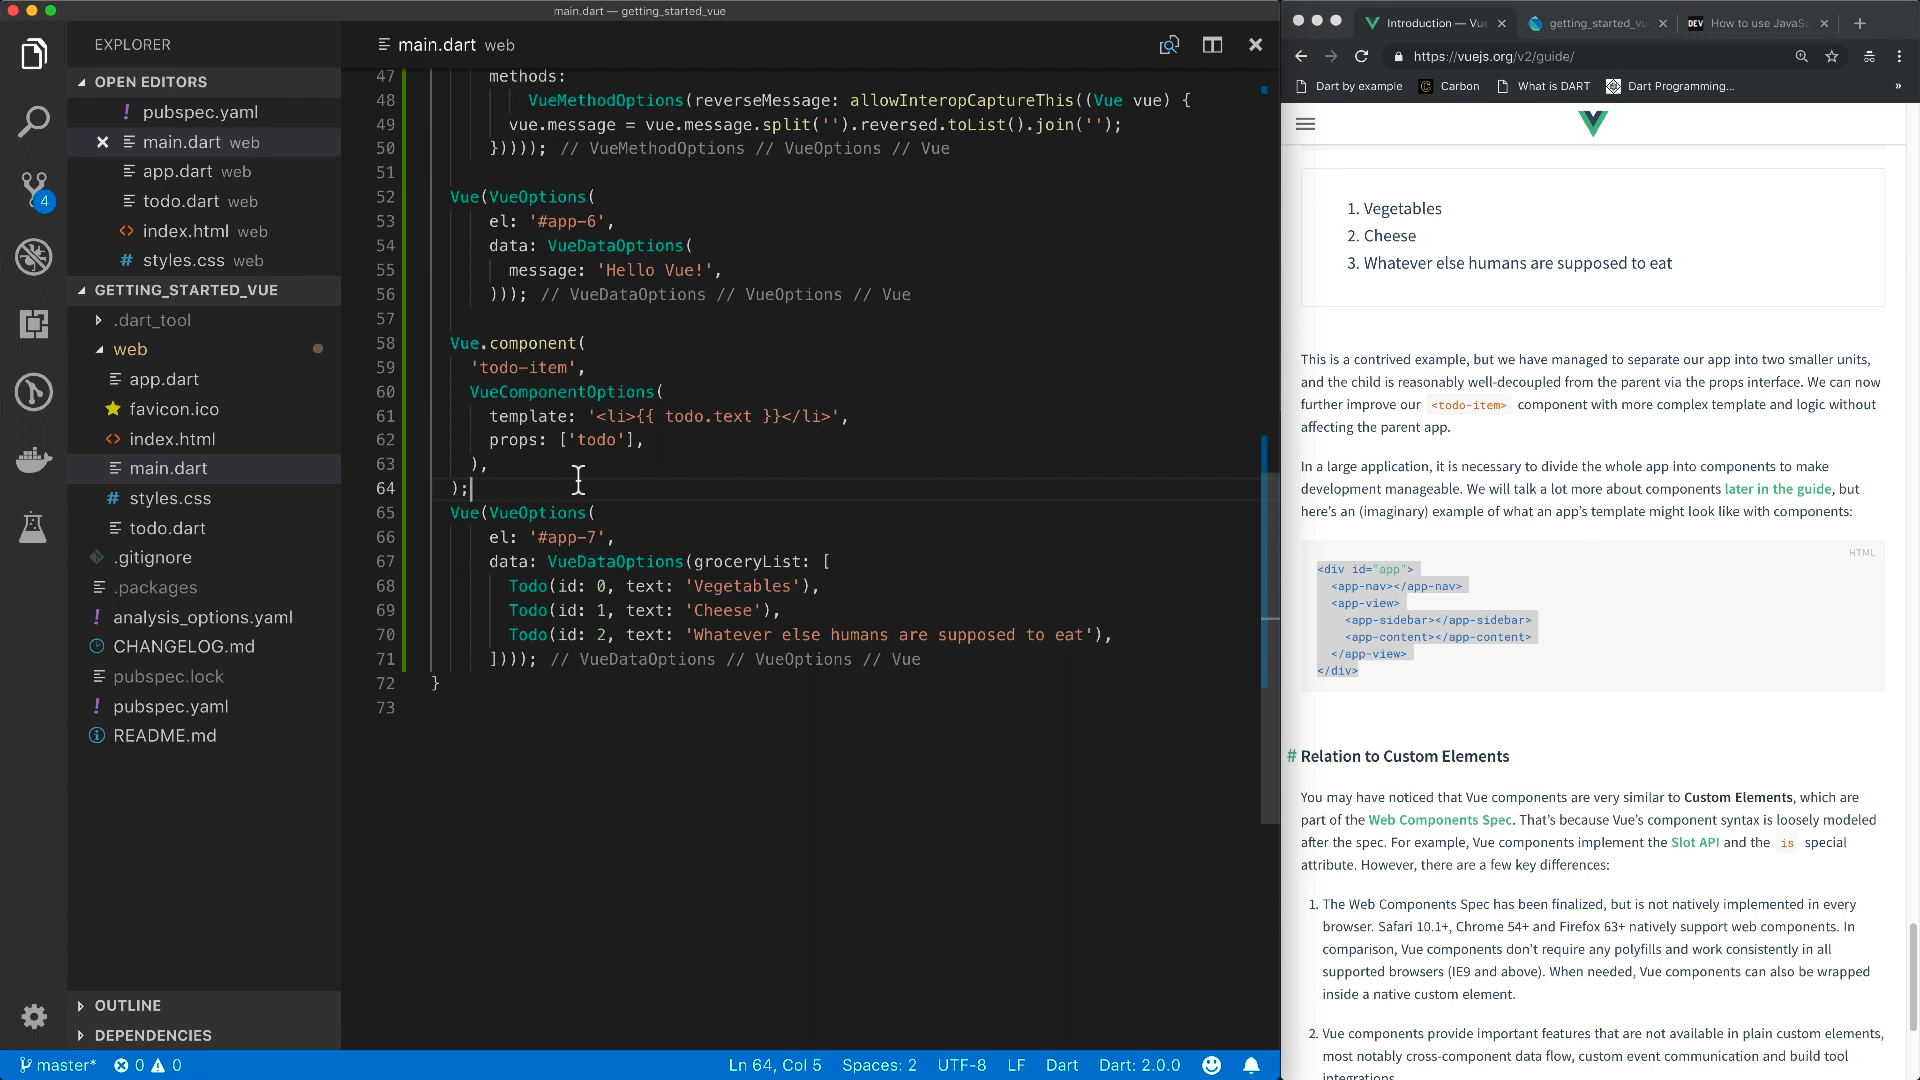 main.dart — getting_started_vue
EXPLORER
OPEN EDITORS
pubspec.yaml
main.dart web
app.dart web
todo.dart web
index.html web
styles.css web
GETTING_STARTED_VUE
.dart_tool
web
app.dart
favicon.ico
index.html
main.dart
styles.css
todo.dart
.gitignore
.packages
analysis_options.yaml
CHANGELOG.md
pubspec.lock
pubspec.yaml
README.md
OUTLINE
DEPENDENCIES
4
main.dart web
47 methods:
48 VueMethodOptions(reverseMessage: allowInteropCaptureThis((Vue vue) {
49 vue.message = vue.message.split('').reversed.toList().join('');
50 })))); // VueMethodOptions // VueOptions // Vue
51
52 Vue(VueOptions(
53 el: '#app-6',
54 data: VueDataOptions(
55 message: 'Hello Vue!',
56 ))); // VueDataOptions // VueOptions // Vue
57
58 Vue.component(
59 'todo-item',
60 VueComponentOptions(
61 template: '<li>{{ todo.text }}</li>',
62 props: ['todo'],
63 ),
64 );
65 Vue(VueOptions(
66 el: '#app-7',
67 data: VueDataOptions(groceryList: [
68 Todo(id: 0, text: 'Vegetables'),
69 Todo(id: 1, text: 'Cheese'),
70 Todo(id: 2, text: 'Whatever else humans are supposed to eat'),
71 ]))); // VueDataOptions // VueOptions // Vue
72 }
73
master* 0 0
Ln 64, Col 5 Spaces: 2 UTF-8 LF Dart Dart: 2.0.0
Introduction — Vue
getting_started_vu
DEV How to use JavaSc
https://vuejs.org/v2/guide/
Dart by example Carbon What is DART Dart Programming... »
1. Vegetables
2. Cheese
3. Whatever else humans are supposed to eat
This is a contrived example, but we have managed to separate our app into two smaller units,
and the child is reasonably well-decoupled from the parent via the props interface. We can now
further improve our <todo-item> component with more complex template and logic without
affecting the parent app.
In a large application, it is necessary to divide the whole app into components to make
development manageable. We will talk a lot more about components later in the guide, but
here's an (imaginary) example of what an app's template might look like with components:
HTML
<div id="app">
<app-nav></app-nav>
<app-view>
<app-sidebar></app-sidebar>
<app-content></app-content>
</app-view>
</div>
# Relation to Custom Elements
You may have noticed that Vue components are very similar to Custom Elements, which are
part of the Web Components Spec. That's because Vue's component syntax is loosely modeled
after the spec. For example, Vue components implement the Slot API and the is special
attribute. However, there are a few key differences:
1. The Web Components Spec has been finalized, but is not natively implemented in every
browser. Safari 10.1+, Chrome 54+ and Firefox 63+ natively support web components. In
comparison, Vue components don't require any polyfills and work consistently in all
supported browsers (IE9 and above). When needed, Vue components can also be wrapped
inside a native custom element.
2. Vue components provide important features that are not available in plain custom elements,
most notably cross-component data flow, custom event communication and build tool
integrations.